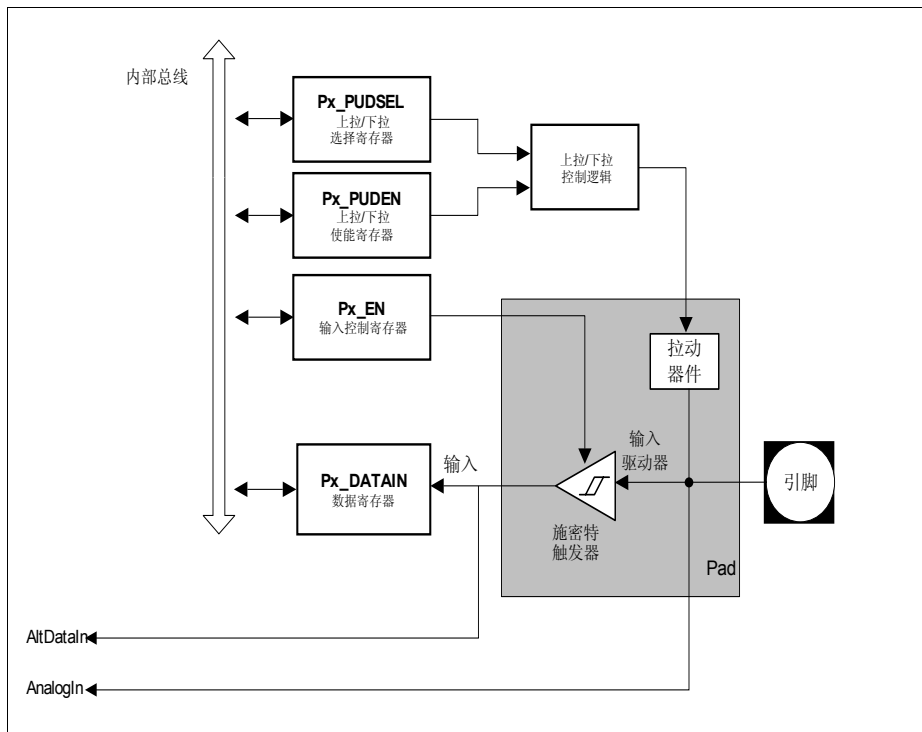 内部总线
Px_PUDSEL
上拉/下拉
选择寄存器
上拉/下拉
控制逻辑
Px_PUDEN
上拉/下拉
使能寄存器
Px_EN
输入控制寄存器
拉动
器件
输入
驱动器
输入
Px_DATAIN
数据寄存器
引脚
施密特
触发器
Pad
AltDataIn
AnalogIn